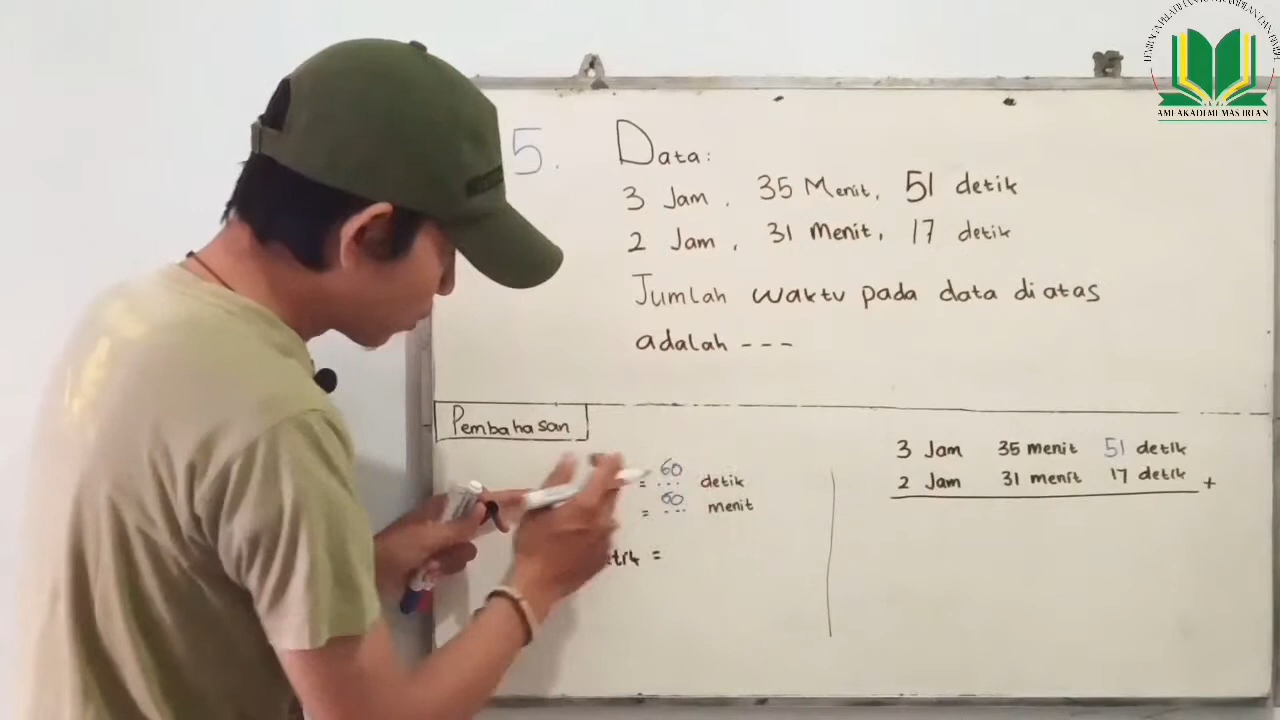 AMI AKADEMI MAS IRIAN
5. Data:
3 Jam, 35 Menit, 51 detik
2 Jam, 31 Menit, 17 detik
Jumlah waktu pada data diatas
adalah ---
Pembahasan
= 60 detik
= 60 menit
=
3 Jam 35 menit 51 detik
2 Jam 31 menit 17 detik +